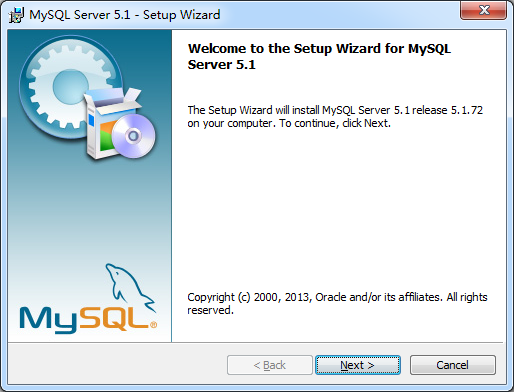 MySQL Server 5.1 - Setup Wizard
Welcome to the Setup Wizard for MySQL
Server 5.1
The Setup Wizard will install MySQL Server 5.1 release 5.1.72
on your computer. To continue, click Next.
MySQL®
Copyright (c) 2000, 2013, Oracle and/or its affiliates. All rights
reserved.
< Back
Next >
Cancel